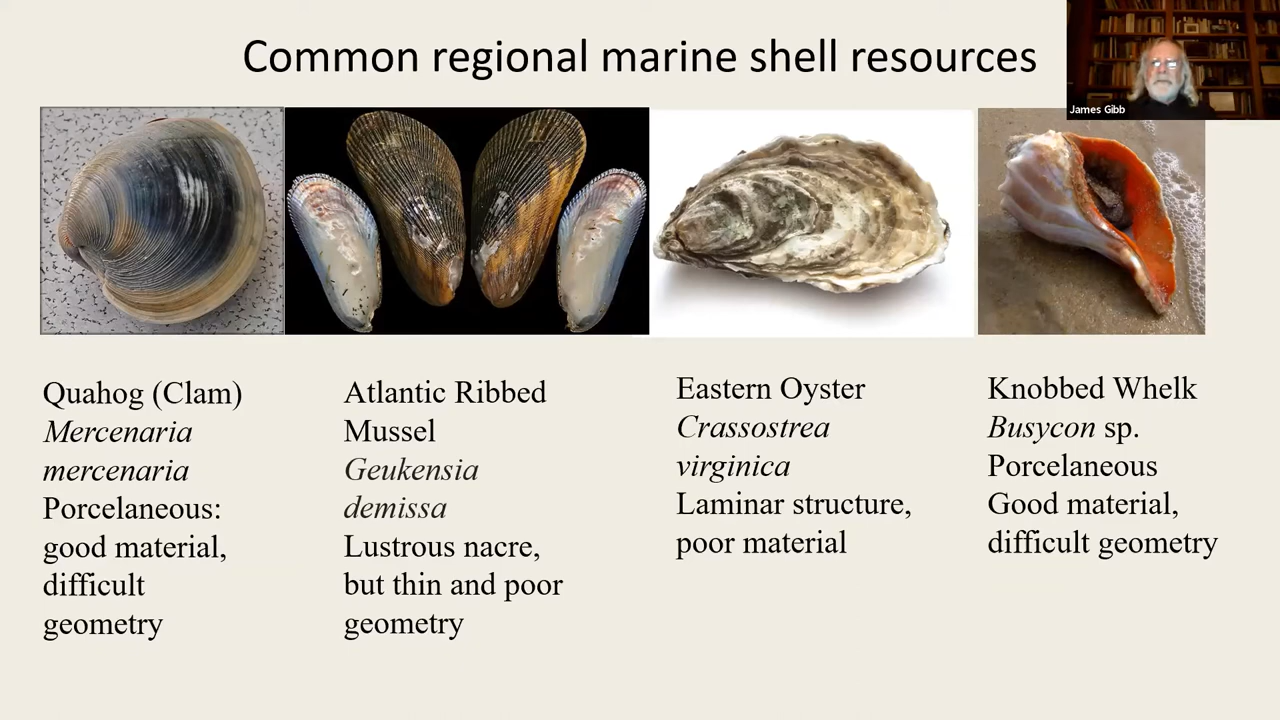 Common regional marine shell resources
James Gibb
Quahog (Clam)
Mercenaria
mercenaria
Porcelaneous:
good material,
difficult
geometry
Atlantic Ribbed
Mussel
Geukensia
demissa
Lustrous nacre,
but thin and poor
geometry
Eastern Oyster
Crassostrea
virginica
Laminar structure,
poor material
Knobbed Whelk
Busycon sp.
Porcelaneous
Good material,
difficult geometry